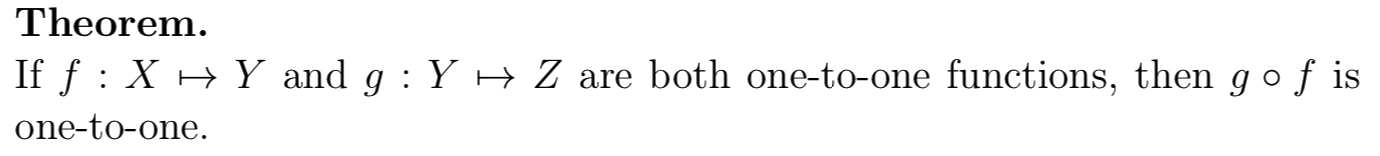 Theorem.
If f : X ↦ Y and g : Y ↦ Z are both one-to-one functions, then g ∘ f is
one-to-one.